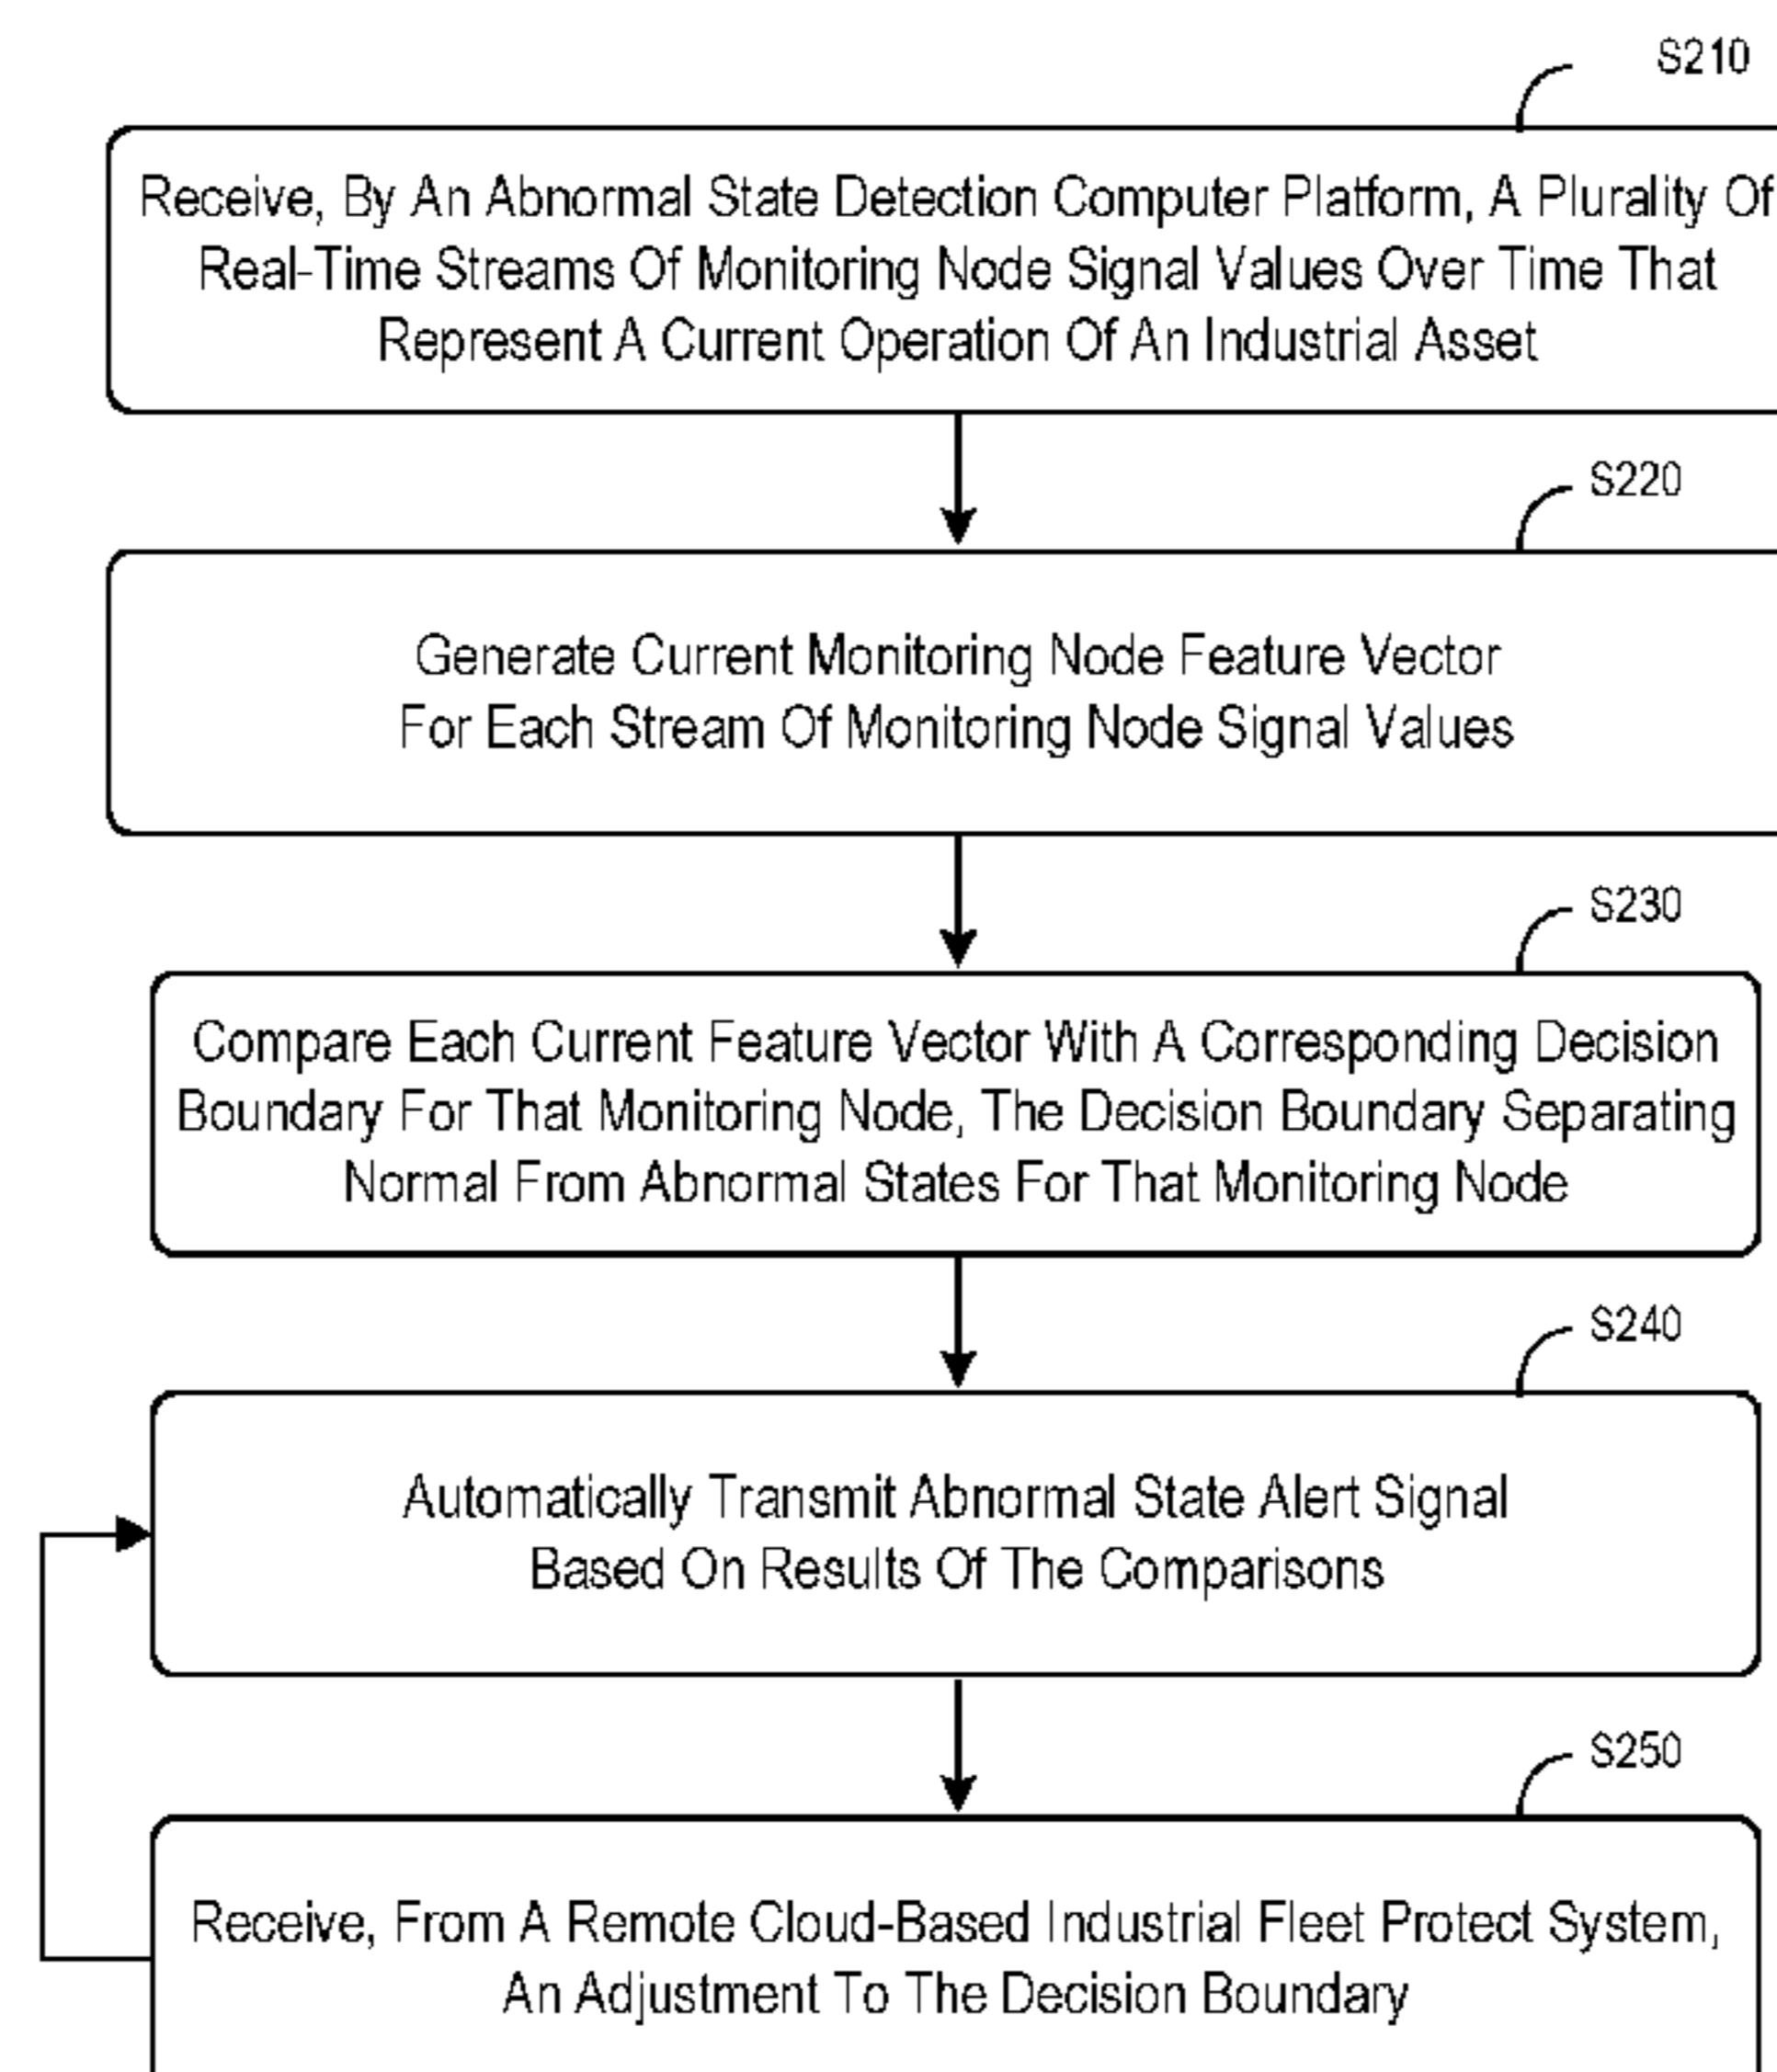 S210
Receive, By An Abnormal State Detection Computer Platform, A Plurality Of
Real-Time Streams Of Monitoring Node Signal Values Over Time That
Represent A Current Operation Of An Industrial Asset
S220
Generate Current Monitoring Node Feature Vector
For Each Stream Of Monitoring Node Signal Values
S230
Compare Each Current Feature Vector With A Corresponding Decision
Boundary For That Monitoring Node, The Decision Boundary Separating
Normal From Abnormal States For That Monitoring Node
S240
Automatically Transmit Abnormal State Alert Signal
Based On Results Of The Comparisons
S250
Receive, From A Remote Cloud-Based Industrial Fleet Protect System,
An Adjustment To The Decision Boundary